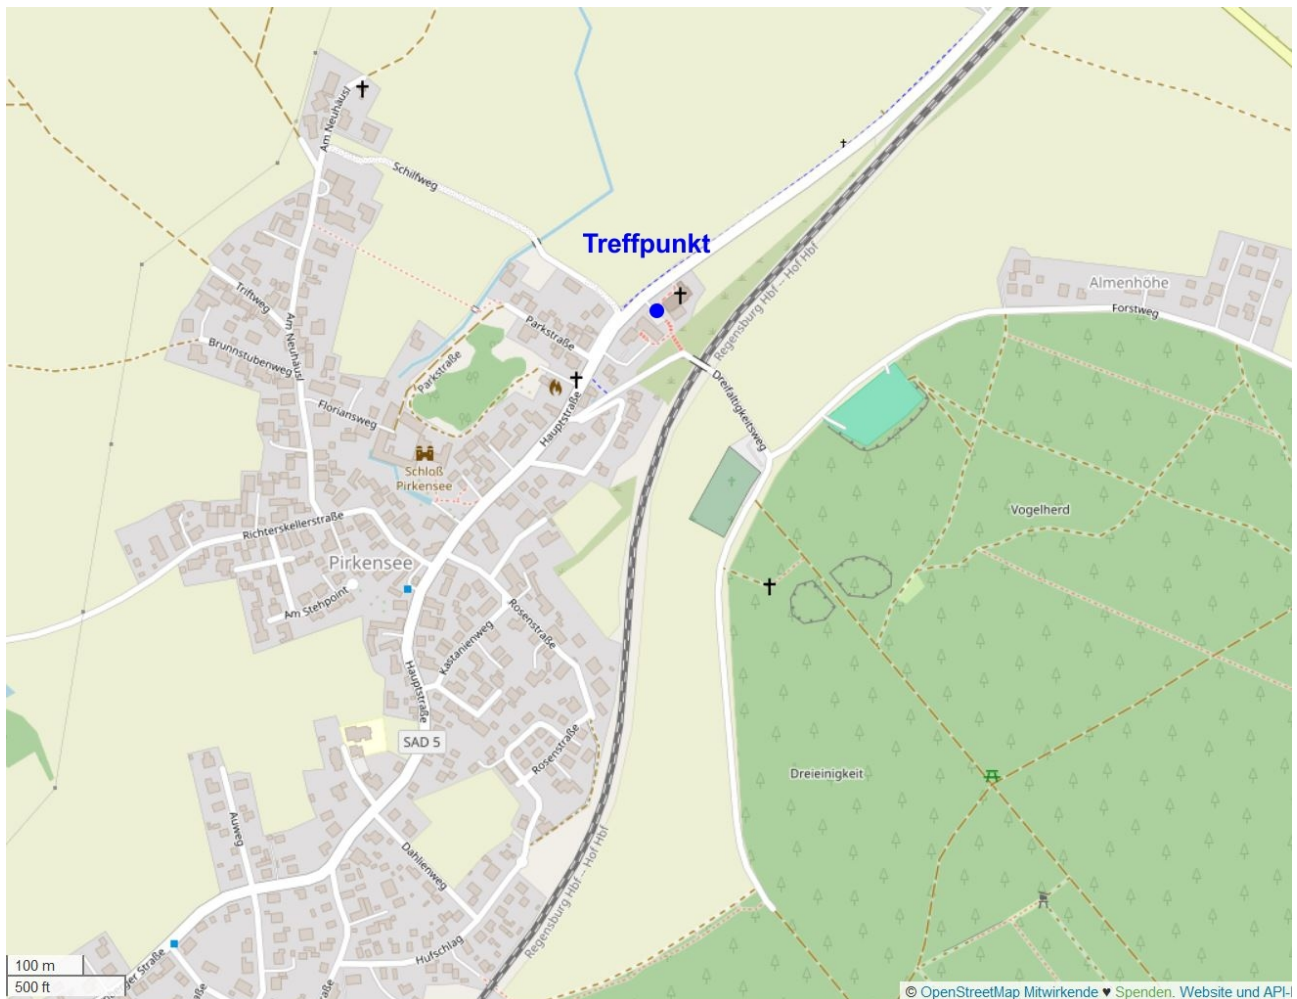 Am Neuhäusl
Schilfweg
Treffpunkt
Regensburg Hbf – Hof Hbf
Almenhöhe
Forstweg
Triftweg
Am Neuhäusl
Brunnstubenweg
Parkstraße
Parkstraße
Floriansweg
Hauptstraße
Dreifaltigkeitsweg
Schloß
Pirkensee
Vogelherd
Richterskellerstraße
Pirkensee
Am Stehpoint
Rosenstraße
Kastanienweg
Hauptstraße
SAD 5
Rosenstraße
Dreieinigkeit
Auweg
Dahlienweg
Regensburg Hbf – Hof Hbf
Hufschlag
Straße
100 m
500 ft
© OpenStreetMap Mitwirkende ♥ Spenden. Website und API-